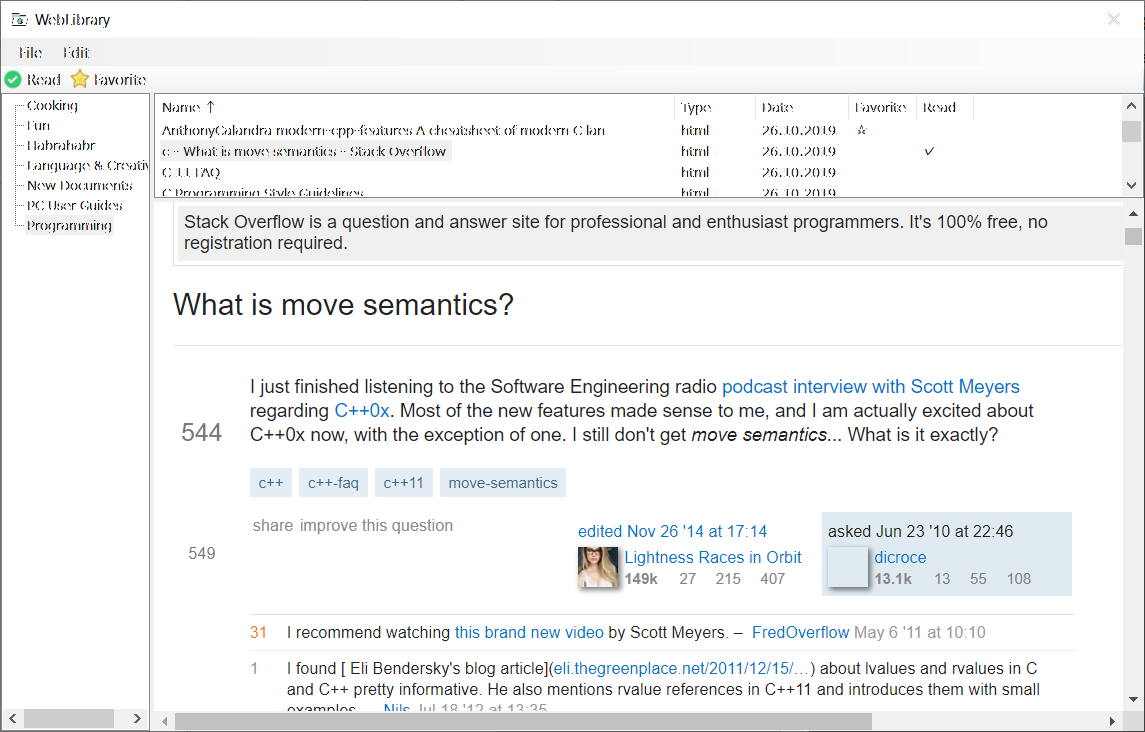 WebLibrary
File Edit
Read Favorite
Cooking
Fun
Habrahabr
Language & Creativ
New Documents
PC User Guides
Programming
Name ↑ Type Date Favorite Read
AnthonyCalandra modern-cpp-features A cheatsheet of modern C lan html 26.10.2019 ☆
c - What is move semantics - Stack Overflow html 26.10.2019 ✓
C 11 FAQ html 26.10.2019
C Programming Style Guidelines html 26.10.2019
Stack Overflow is a question and answer site for professional and enthusiast programmers. It's 100% free, no
registration required.
What is move semantics?
I just finished listening to the Software Engineering radio podcast interview with Scott Meyers
regarding C++0x. Most of the new features made sense to me, and I am actually excited about
C++0x now, with the exception of one. I still don't get move semantics... What is it exactly?
544
c++ c++-faq c++11 move-semantics
share improve this question
549
edited Nov 26 '14 at 17:14
Lightness Races in Orbit
149k 27 215 407
asked Jun 23 '10 at 22:46
dicroce
13.1k 13 55 108
31 I recommend watching this brand new video by Scott Meyers. – FredOverflow May 6 '11 at 10:10
1 I found [ Eli Bendersky's blog article](eli.thegreenplace.net/2011/12/15/…) about lvalues and rvalues in C
and C++ pretty informative. He also mentions rvalue references in C++11 and introduces them with small
examples. – Nils Jul 18 '12 at 13:35